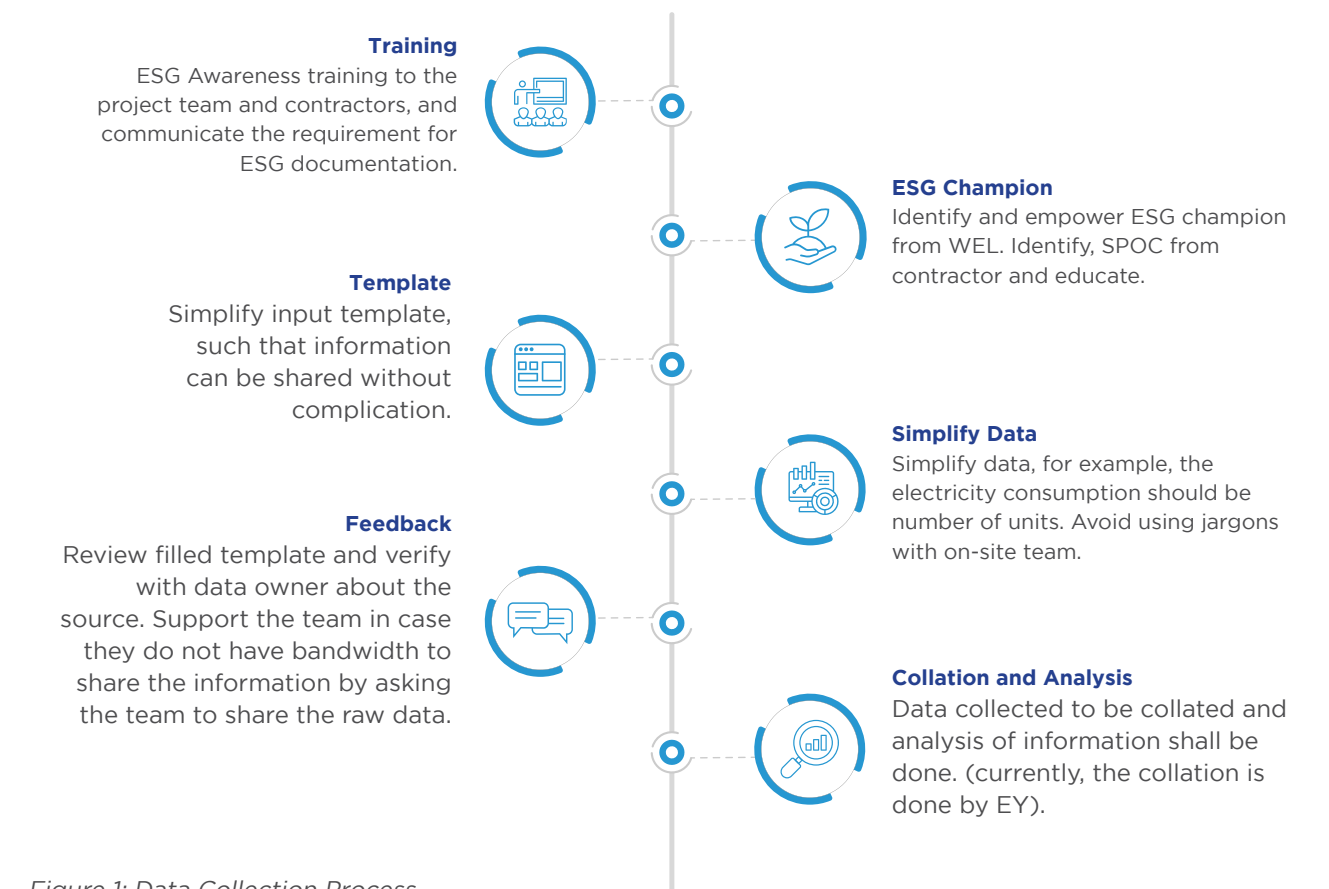 Training
ESG Awareness training to the
project team and contractors, and
communicate the requirement for
ESG documentation.
ESG Champion
Identify and empower ESG champion
from WEL. Identify, SPOC from
contractor and educate.
Template
Simplify input template,
such that information
can be shared without
complication.
Simplify Data
Simplify data, for example, the
electricity consumption should be
number of units. Avoid using jargons
with on-site team.
Feedback
Review filled template and verify
with data owner about the
source. Support the team in case
they do not have bandwidth to
share the information by asking
the team to share the raw data.
Collation and Analysis
Data collected to be collated and
analysis of information shall be
done. (currently, the collation is
done by EY).
Figure 1: Data Collection Process